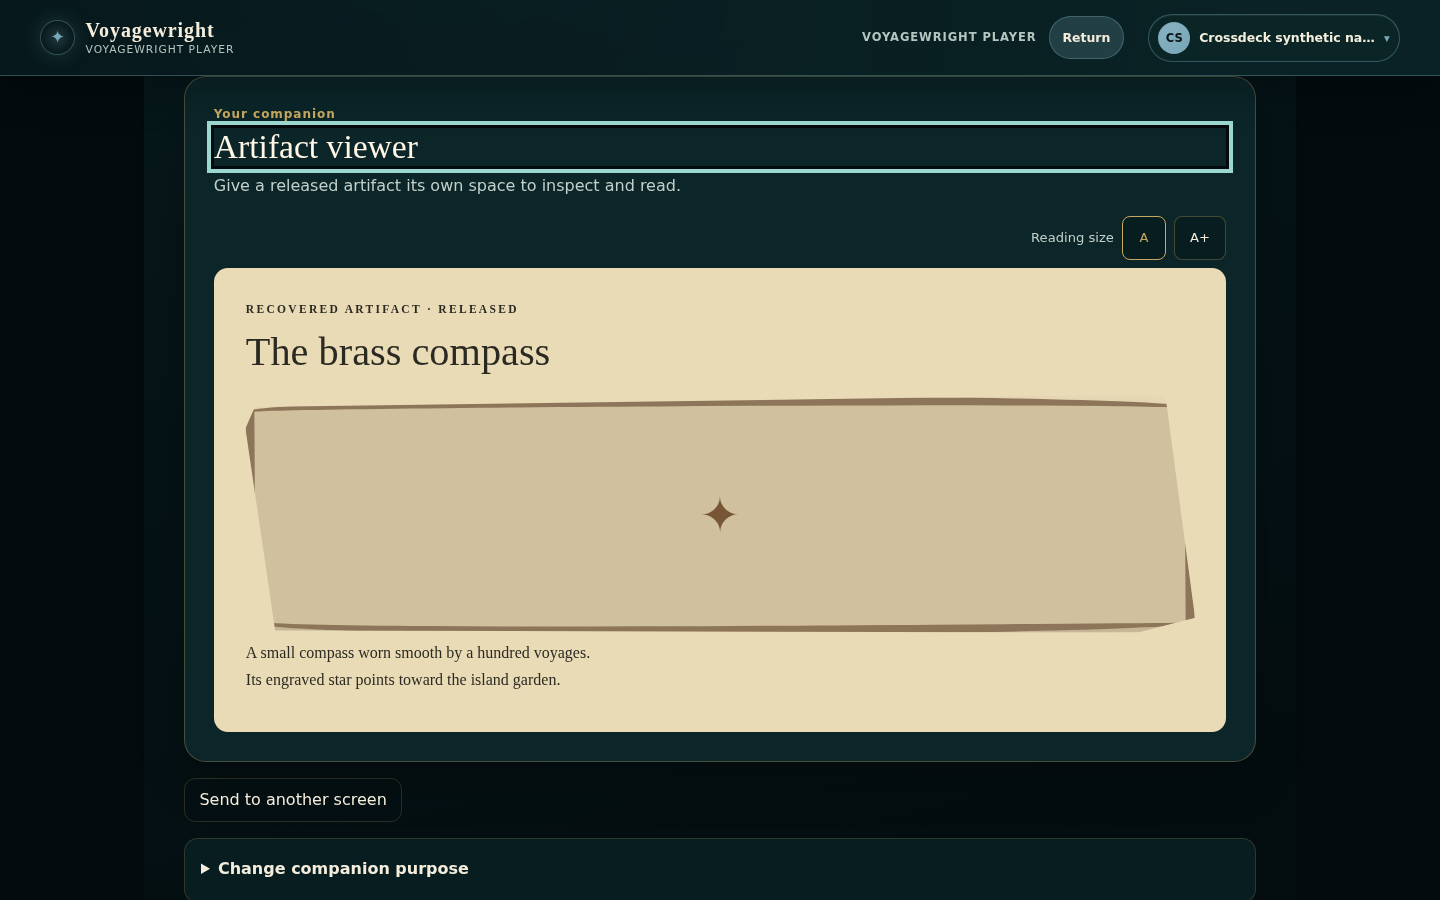 Voyagewright
VOYAGEWRIGHT PLAYER
VOYAGEWRIGHT PLAYER
Return
CS
Crossdeck synthetic na…
Your companion
Artifact viewer
Give a released artifact its own space to inspect and read.
Reading size
A
A+
RECOVERED ARTIFACT · RELEASED
The brass compass
A small compass worn smooth by a hundred voyages.
Its engraved star points toward the island garden.
Send to another screen
Change companion purpose